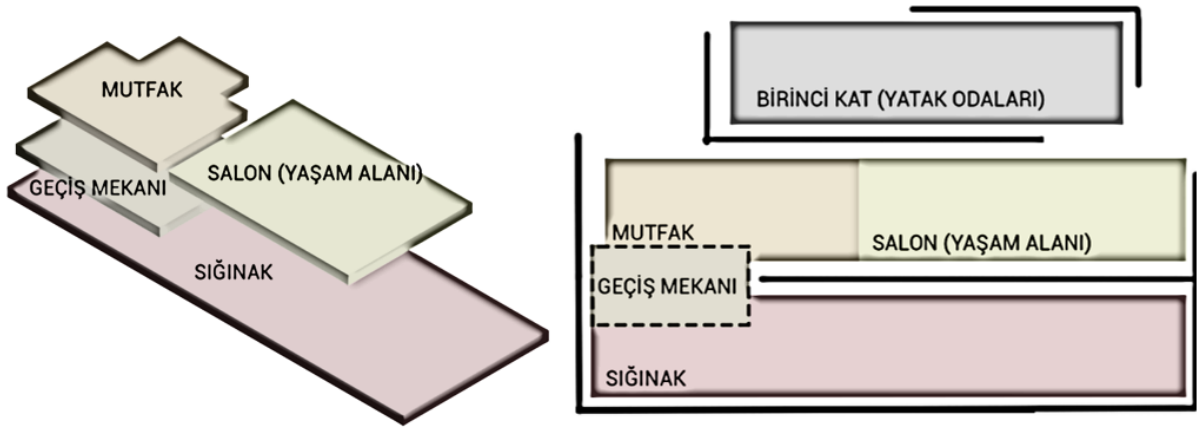 MUTFAK
SALON (YAŞAM ALANI)
GEÇİŞ MEKANI
SIĞINAK
BİRİNCİ KAT (YATAK ODALARI)
MUTFAK
SALON (YAŞAM ALANI)
GEÇİŞ MEKANI
SIĞINAK